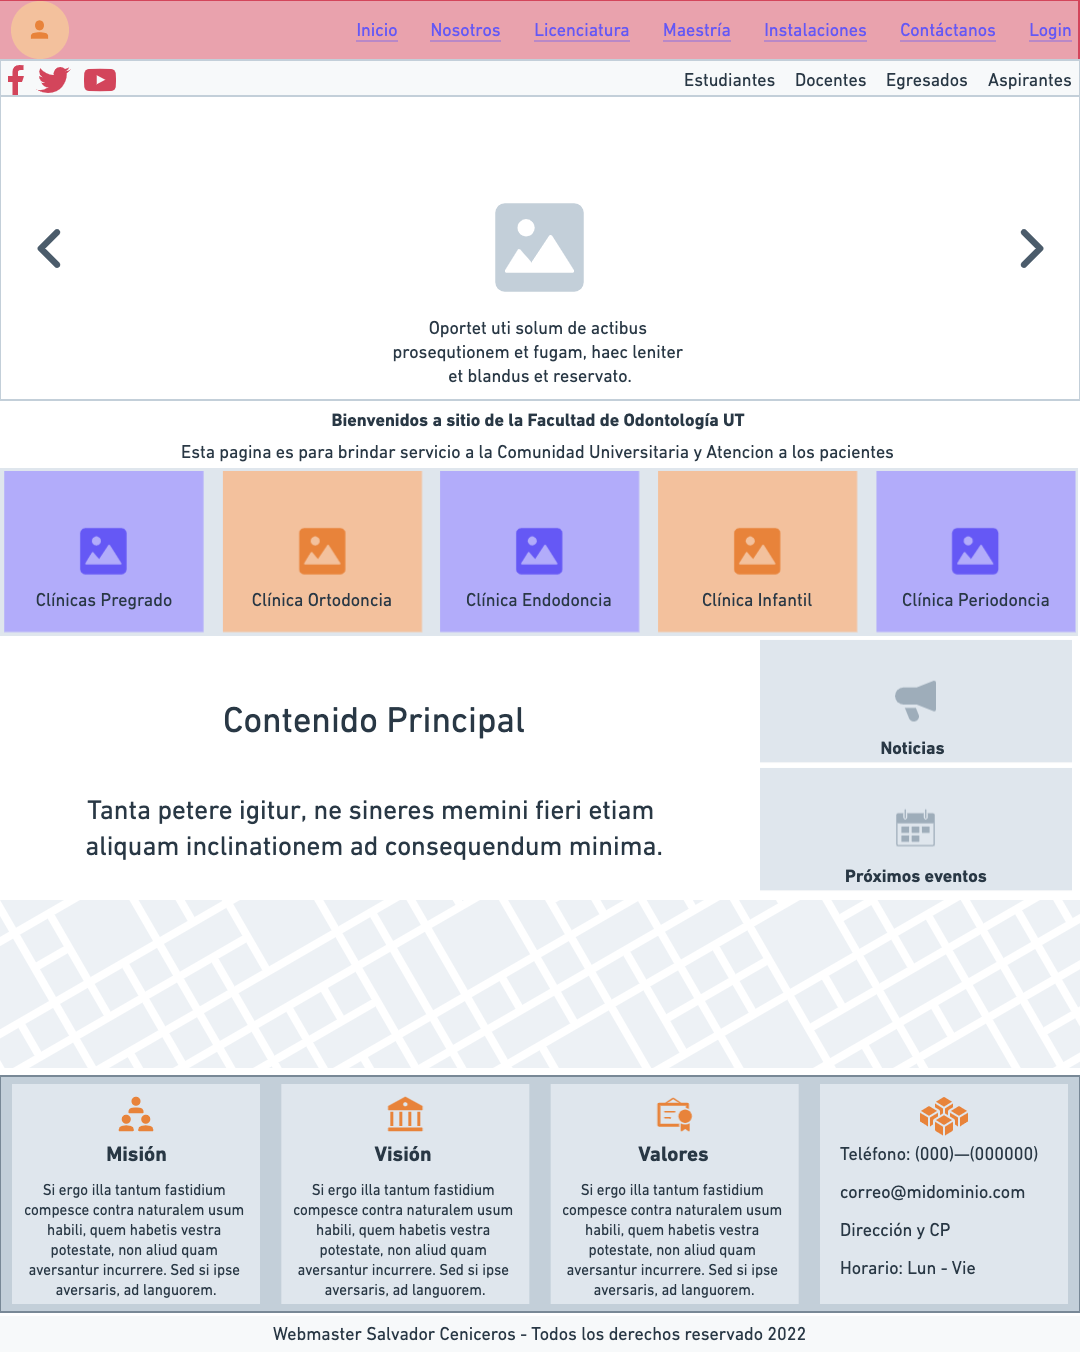 Inicio Nosotros Licenciatura Maestría Instalaciones Contáctanos Login
Estudiantes Docentes Egresados Aspirantes
Oportet uti solum de actibus
prosequtionem et fugam, haec leniter
et blandus et reservato.
Bienvenidos a sitio de la Facultad de Odontología UT
Esta pagina es para brindar servicio a la Comunidad Universitaria y Atencion a los pacientes
Clínicas Pregrado
Clínica Ortodoncia
Clínica Endodoncia
Clínica Infantil
Clínica Periodoncia
Contenido Principal
Tanta petere igitur, ne sineres memini fieri etiam
aliquam inclinationem ad consequendum minima.
Noticias
Próximos eventos
Misión
Si ergo illa tantum fastidium
compesce contra naturalem usum
habili, quem habetis vestra
potestate, non aliud quam
aversantur incurrere. Sed si ipse
aversaris, ad languorem.
Visión
Si ergo illa tantum fastidium
compesce contra naturalem usum
habili, quem habetis vestra
potestate, non aliud quam
aversantur incurrere. Sed si ipse
aversaris, ad languorem.
Valores
Si ergo illa tantum fastidium
compesce contra naturalem usum
habili, quem habetis vestra
potestate, non aliud quam
aversantur incurrere. Sed si ipse
aversaris, ad languorem.
Teléfono: (000)—(000000)
correo@midominio.com
Dirección y CP
Horario: Lun - Vie
Webmaster Salvador Ceniceros - Todos los derechos reservado 2022